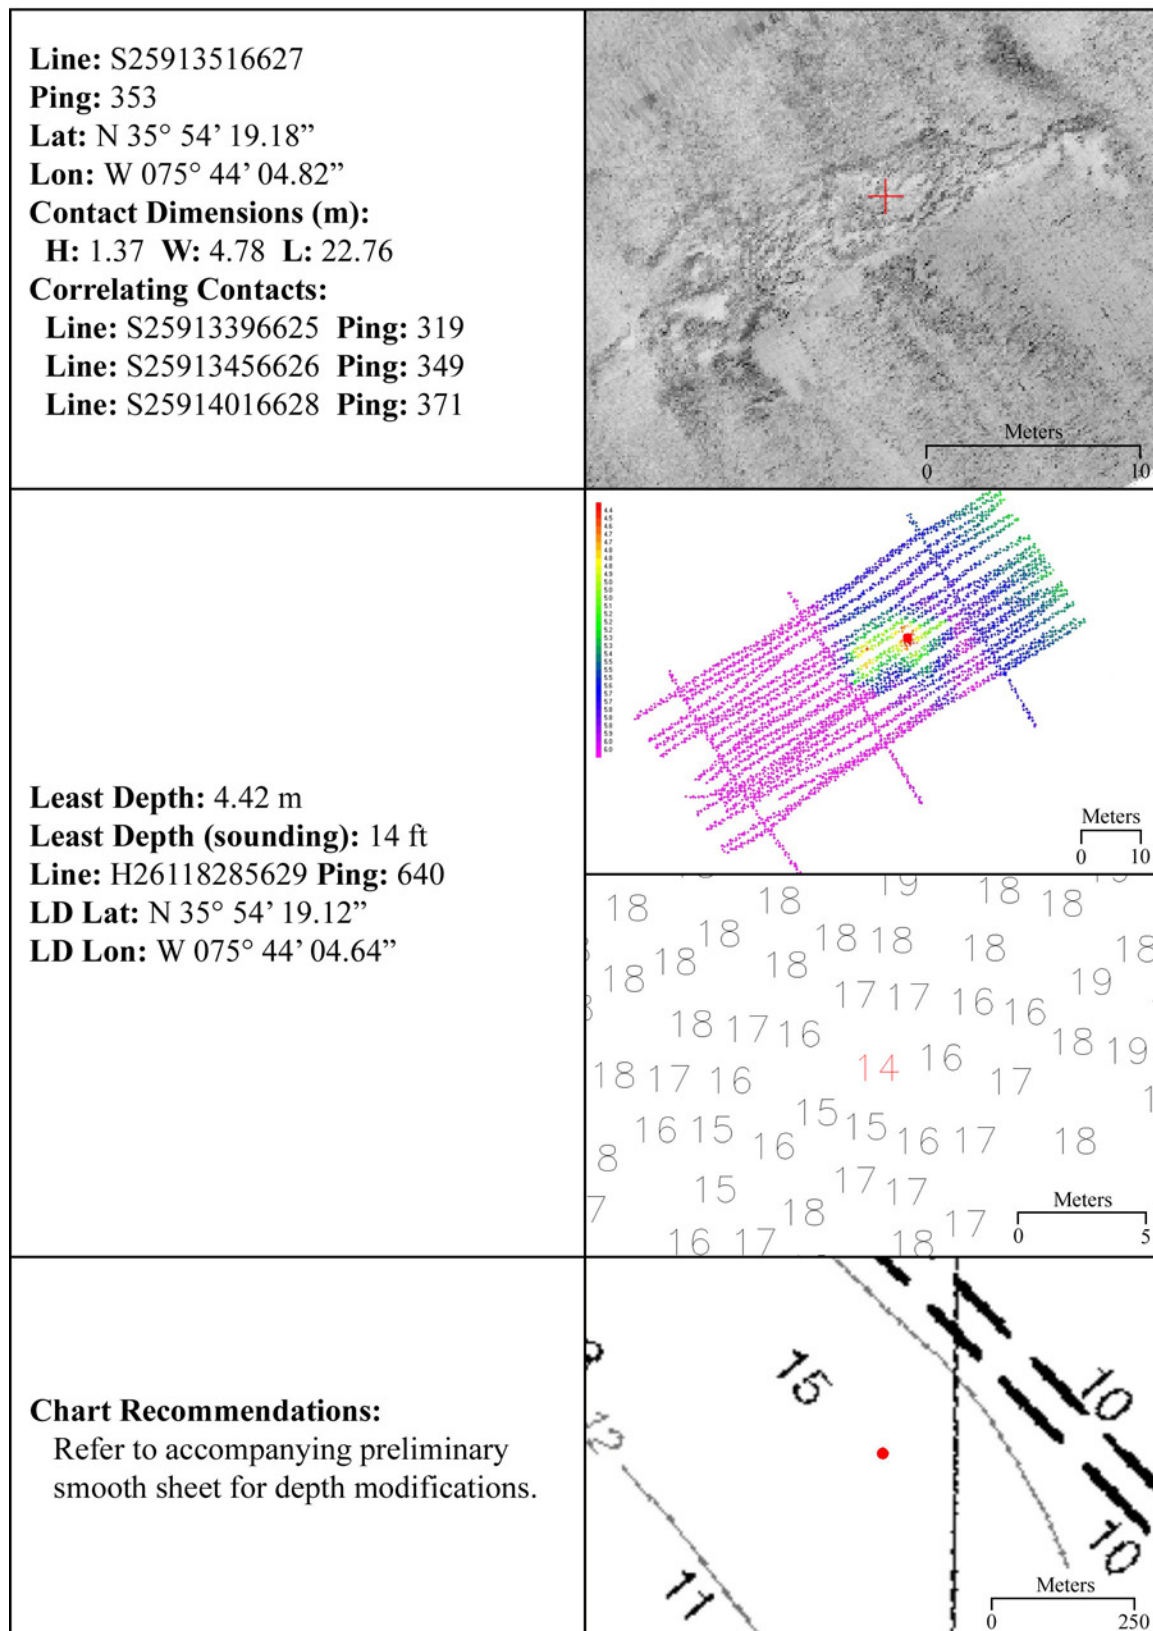 Line: S25913516627
Ping: 353
Lat: N 35° 54’ 19.18”
Lon: W 075° 44’ 04.82”
Contact Dimensions (m):
H: 1.37 W: 4.78 L: 22.76
Correlating Contacts:
Line: S25913396625 Ping: 319
Line: S25913456626 Ping: 349
Line: S25914016628 Ping: 371
Meters
0 10
Least Depth: 4.42 m
Least Depth (sounding): 14 ft
Line: H26118285629 Ping: 640
LD Lat: N 35° 54’ 19.12”
LD Lon: W 075° 44’ 04.64”
Meters
0 10
19 18
18 18 18
18 18 18 18 18
18 18 18 19
17 17 16 16
18 17 16 18 19
14 16
18 17 16 17
15 15
16 15 16 16 17 18
15 17 17
18 17
16 17 18
Meters
0 5
Chart Recommendations:
Refer to accompanying preliminary
smooth sheet for depth modifications.
15
10
11
10
Meters
0 250